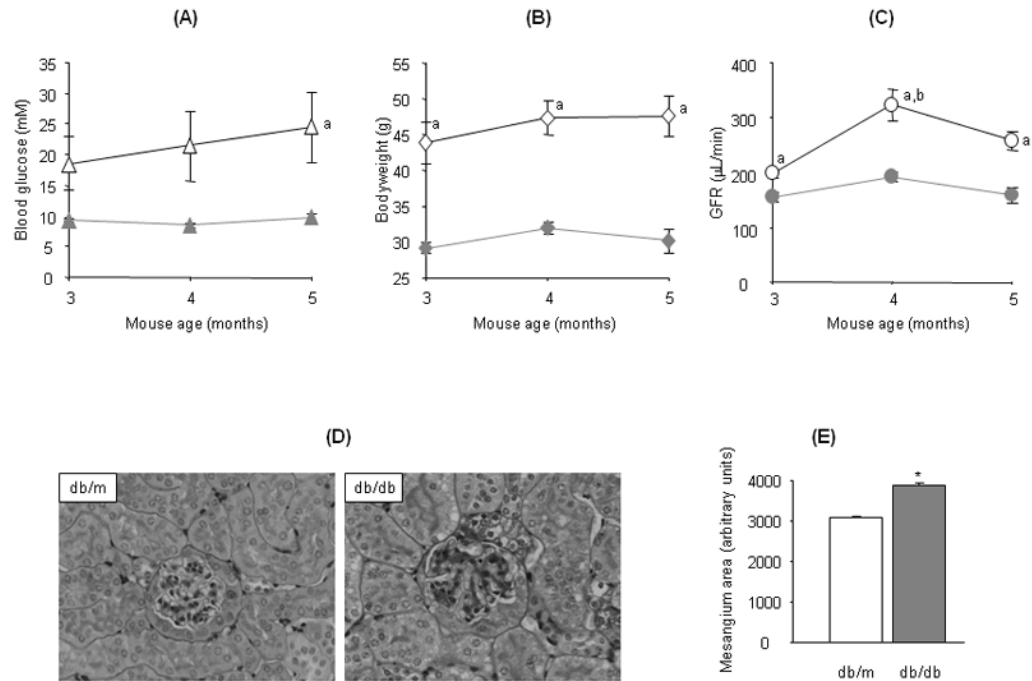 (A)
Blood glucose (mM)
35
30
25
20
15
10
5
0
a
3
4
5
Mouse age (months)
(B)
Bodyweight (g)
55
50
45
40
35
30
25
a
a
a
3
4
5
Mouse age (months)
(C)
GFR (µL/min)
400
300
200
100
0
a
a,b
a
3
4
5
Mouse age (months)
(D)
db/m
db/db
(E)
Mesangium area (arbitrary units)
4000
3000
2000
1000
0
*
db/m
db/db